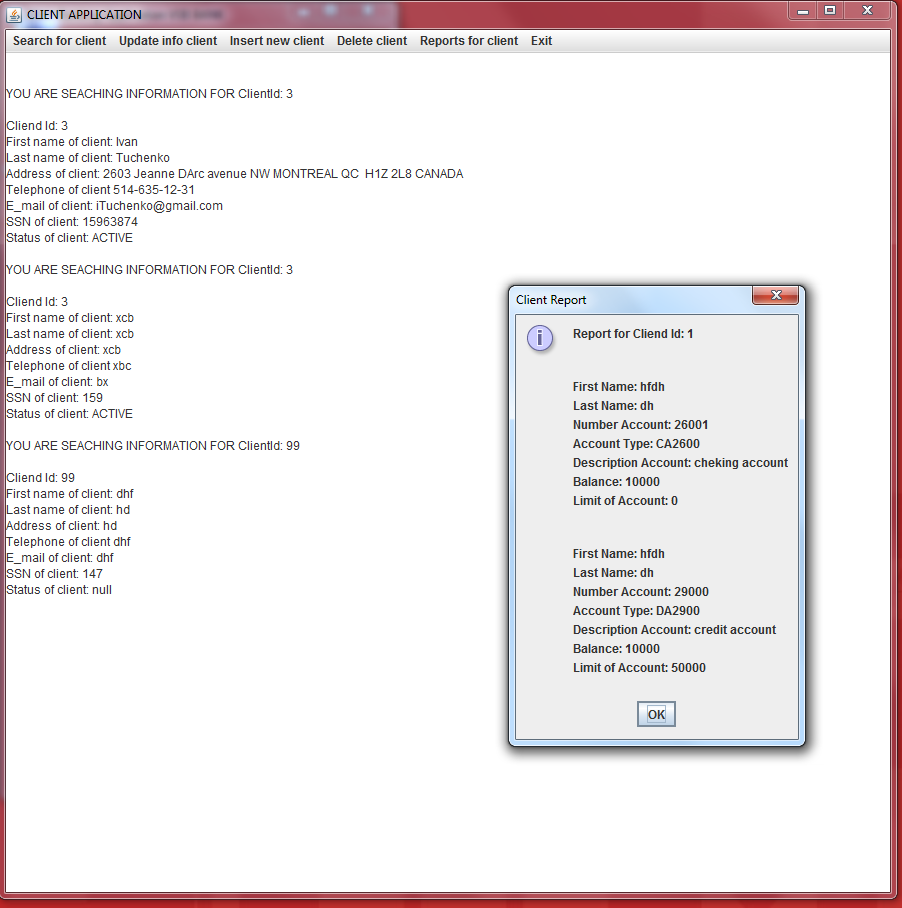 CLIENT APPLICATION
Search for client Update info client Insert new client Delete client Reports for client Exit
YOU ARE SEACHING INFORMATION FOR ClientId: 3
Cliend Id: 3
First name of client: Ivan
Last name of client: Tuchenko
Address of client: 2603 Jeanne DArc avenue NW MONTREAL QC  H1Z 2L8 CANADA
Telephone of client 514-635-12-31
E_mail of client: iTuchenko@gmail.com
SSN of client: 15963874
Status of client: ACTIVE
YOU ARE SEACHING INFORMATION FOR ClientId: 3
Cliend Id: 3
First name of client: xcb
Last name of client: xcb
Address of client: xcb
Telephone of client xbc
E_mail of client: bx
SSN of client: 159
Status of client: ACTIVE
YOU ARE SEACHING INFORMATION FOR ClientId: 99
Cliend Id: 99
First name of client: dhf
Last name of client: hd
Address of client: hd
Telephone of client dhf
E_mail of client: dhf
SSN of client: 147
Status of client: null
Client Report
Report for Cliend Id: 1
First Name: hfdh
Last Name: dh
Number Account: 26001
Account Type: CA2600
Description Account: cheking account
Balance: 10000
Limit of Account: 0
First Name: hfdh
Last Name: dh
Number Account: 29000
Account Type: DA2900
Description Account: credit account
Balance: 10000
Limit of Account: 50000
OK